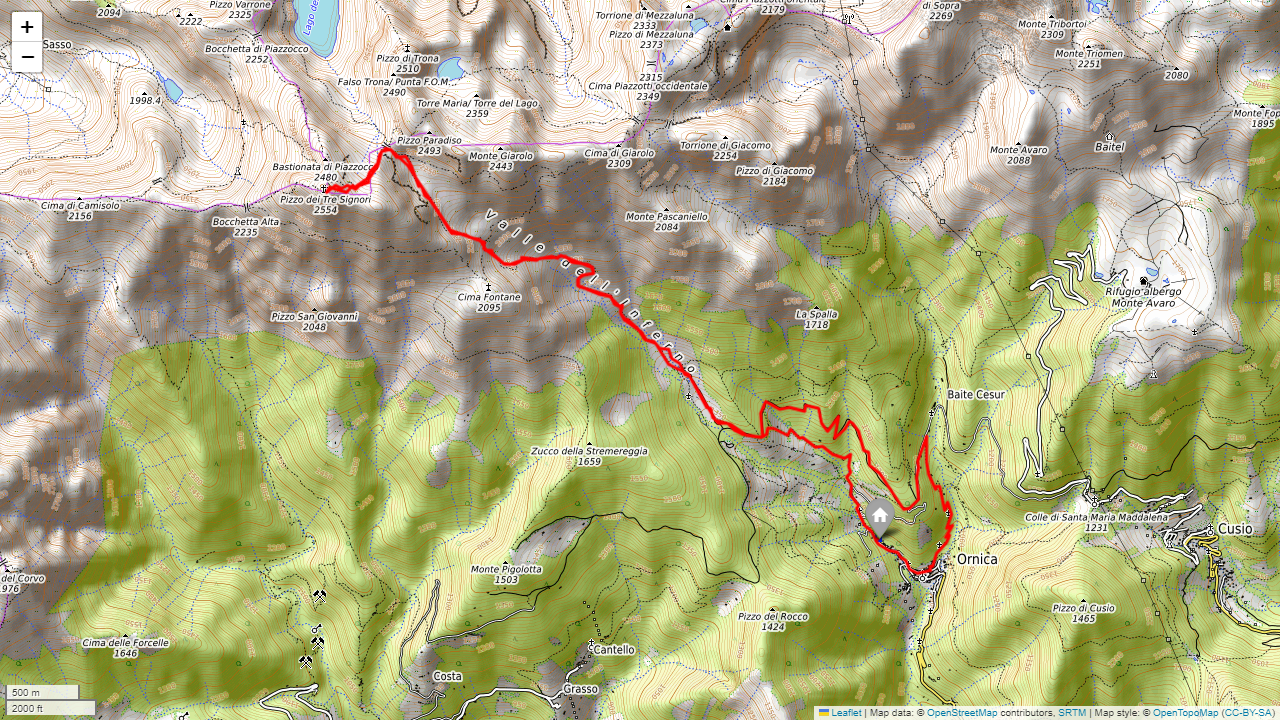 +
−
2094
2222
Pizzo Varrone
2325
Lago de
Sasso
Bocchetta di Piazzocco
2252
Pizzo di Trona
2510
Falso Trona/ Punta F.O.M.
2490
Torre Maria/ Torre del Lago
2359
1998.4
Torrione di Mezzaluna
2333
Pizzo di Mezzaluna
2373
2315
Cima Piazzotti occidentale
2349
Cima Piazzotti orientale
2179
di Sopra
2269
Monte Tribortoi
2309
Monte Triomen
2251
2080
Monte Fop
1895
Baitel
Monte Avaro
2088
Pizzo Paradiso
2493
Bastionata di Piazzoc
2480
Pizzo dei Tre Signori
2554
Monte Giarolo
2443
Cima di Giarolo
2309
Torrione di Giacomo
2254
Pizzo di Giacomo
2184
Cima di Camisolo
2156
Bocchetta Alta
2235
Valle dell'Inferno
Monte Pascaniello
2084
Cima Fontane
2095
Pizzo San Giovanni
2048
La Spalla
1718
Rifugio albergo
Monte Avaro
Baite Cesur
Zucco della Stremereggia
1659
Colle di Santa Maria Maddalena
1231
Cusio
Ornica
Monte Pigolotta
1503
Pizzo del Rocco
1424
Pizzo di Cusio
1465
del Corvo
1976
Cima delle Forcelle
1646
Cantello
Costa
Grasso
500 m
2000 ft
Leaflet | Map data: © OpenStreetMap contributors, SRTM | Map style: © OpenTopoMap (CC-BY-SA)